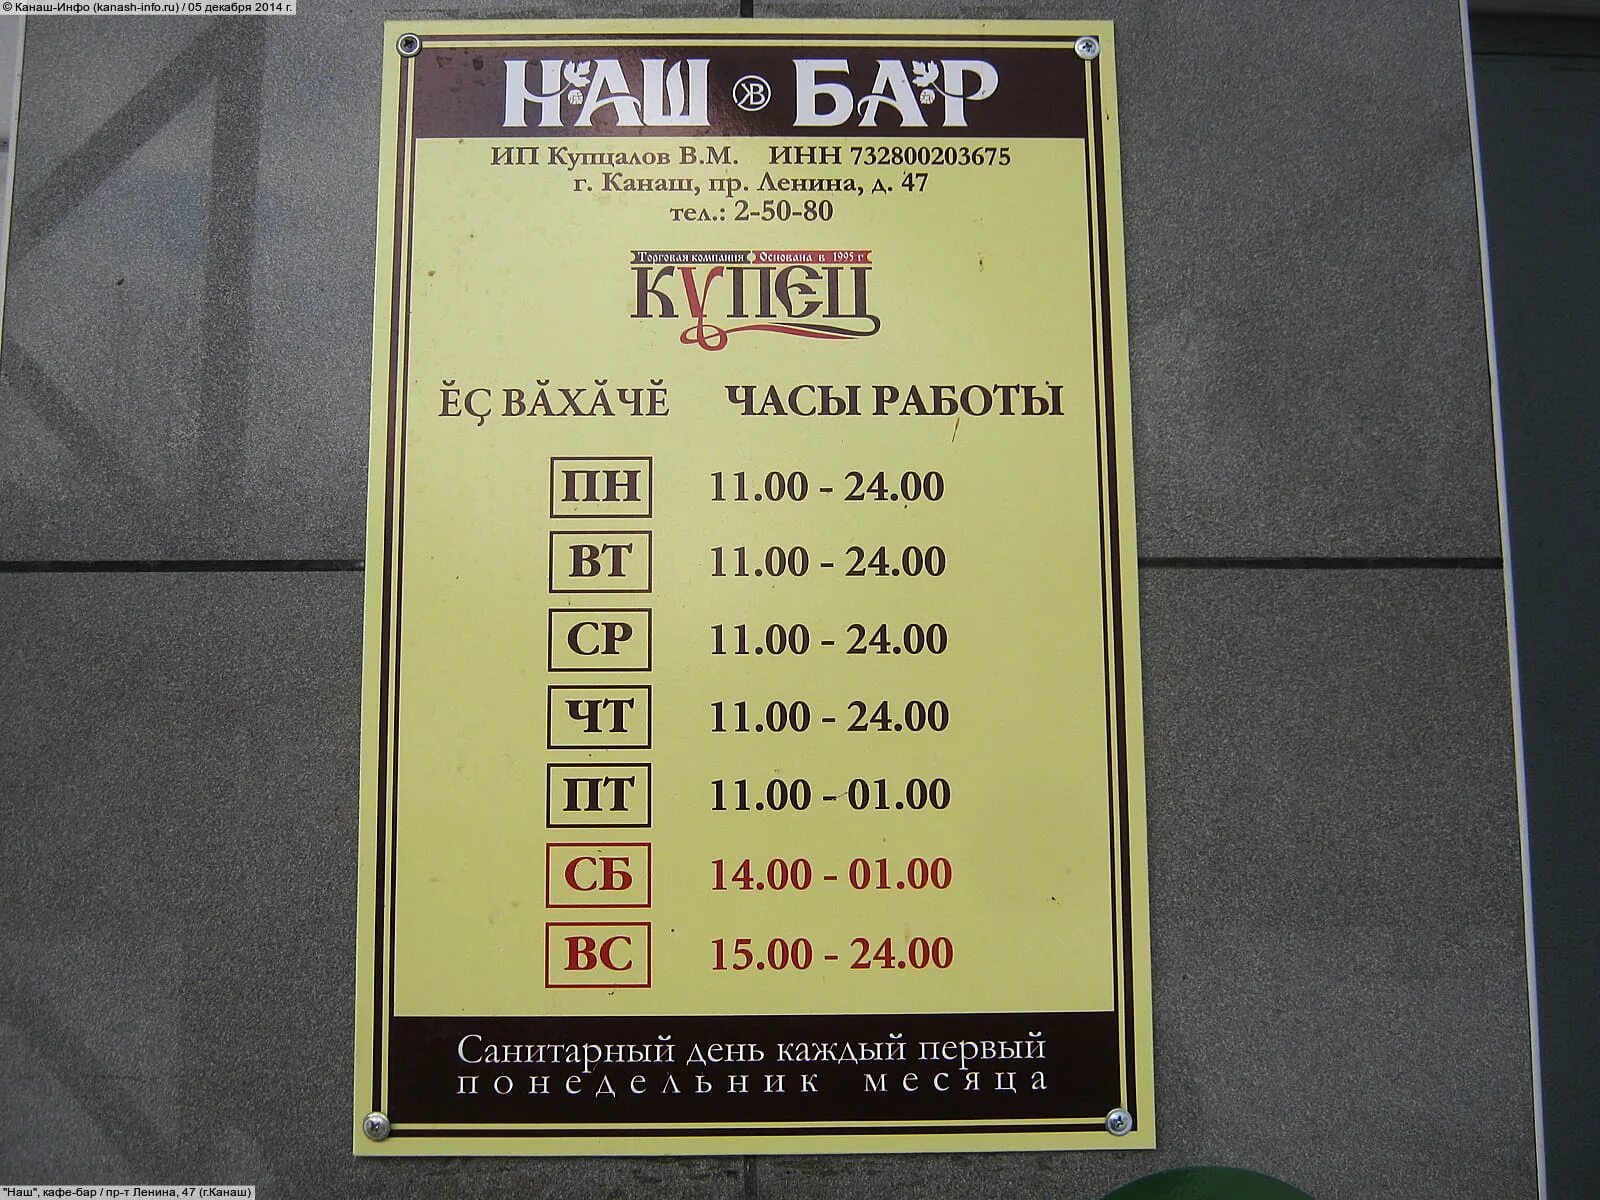 © Канаш-Инфо (kanash-info.ru) / 05 декабря 2014 г.
НАШ КВ БАР
ИП Купцалов В.М. ИНН 732800203675
г. Канаш, пр. Ленина, д. 47
тел.: 2-50-80
Торговая компания Основана в 1995 г
КУПЕЦ
ĔÇ ВĂХĂЧĔ ЧАСЫ РАБОТЫ
ПН 11.00 - 24.00
ВТ 11.00 - 24.00
СР 11.00 - 24.00
ЧТ 11.00 - 24.00
ПТ 11.00 - 01.00
СБ 14.00 - 01.00
ВС 15.00 - 24.00
Санитарный день каждый первый
понедельник месяца
"Наш", кафе-бар / пр-т Ленина, 47 (г.Канаш)